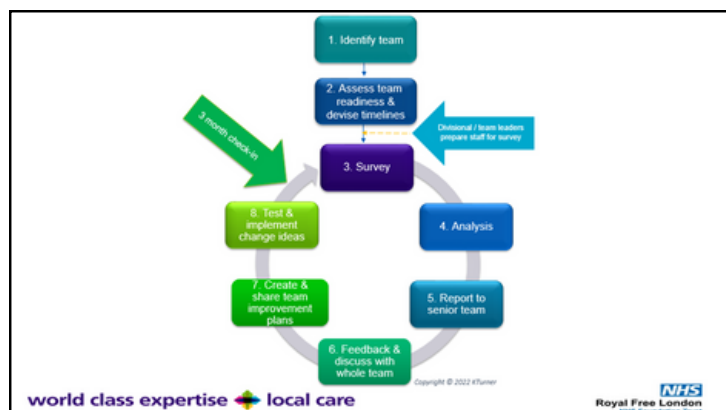 1. Identify team
2. Assess team
readiness &
devise timelines
Divisional / team leaders
prepare staff for survey
3 month check-in
3. Survey
4. Analysis
5. Report to
senior team
6. Feedback &
discuss with
whole team
7. Create &
share team
improvement
plans
8. Test &
implement
change ideas
Copyright © 2022 KTurner
world class expertise local care
NHS
Royal Free London
NHS Foundation Trust